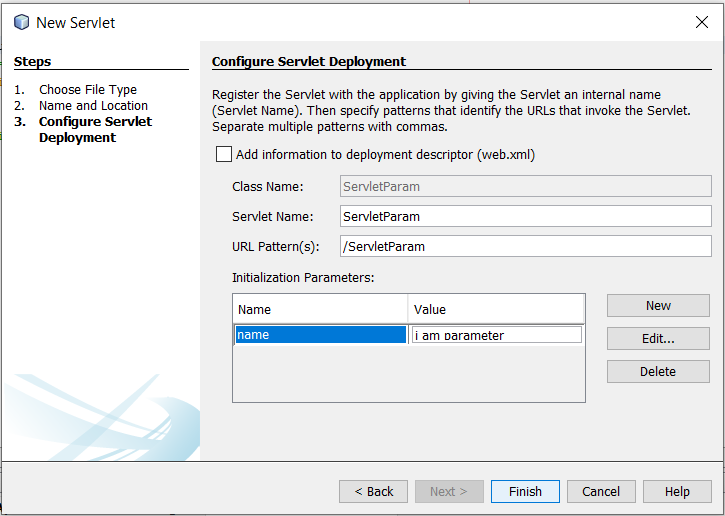 New Servlet
Steps
1. Choose File Type
2. Name and Location
3. Configure Servlet
Deployment
Configure Servlet Deployment
Register the Servlet with the application by giving the Servlet an internal name
(Servlet Name). Then specify patterns that identify the URLs that invoke the Servlet.
Separate multiple patterns with commas.
Add information to deployment descriptor (web.xml)
Class Name: ServletParam
Servlet Name: ServletParam
URL Pattern(s): /ServletParam
Initialization Parameters:
Name Value
name i am parameter
New
Edit...
Delete
< Back Next > Finish Cancel Help